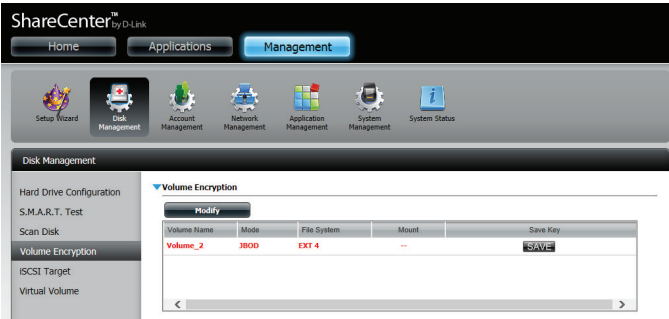 ShareCenter™ by D-Link
Home Applications Management
Setup Wizard Disk Management Account Management Network Management Application Management System Management System Status
Disk Management
Hard Drive Configuration
S.M.A.R.T. Test
Scan Disk
Volume Encryption
iSCSI Target
Virtual Volume
Volume Encryption
Modify
Volume Name Mode File System Mount Save Key
Volume_2 JBOD EXT 4 -- SAVE